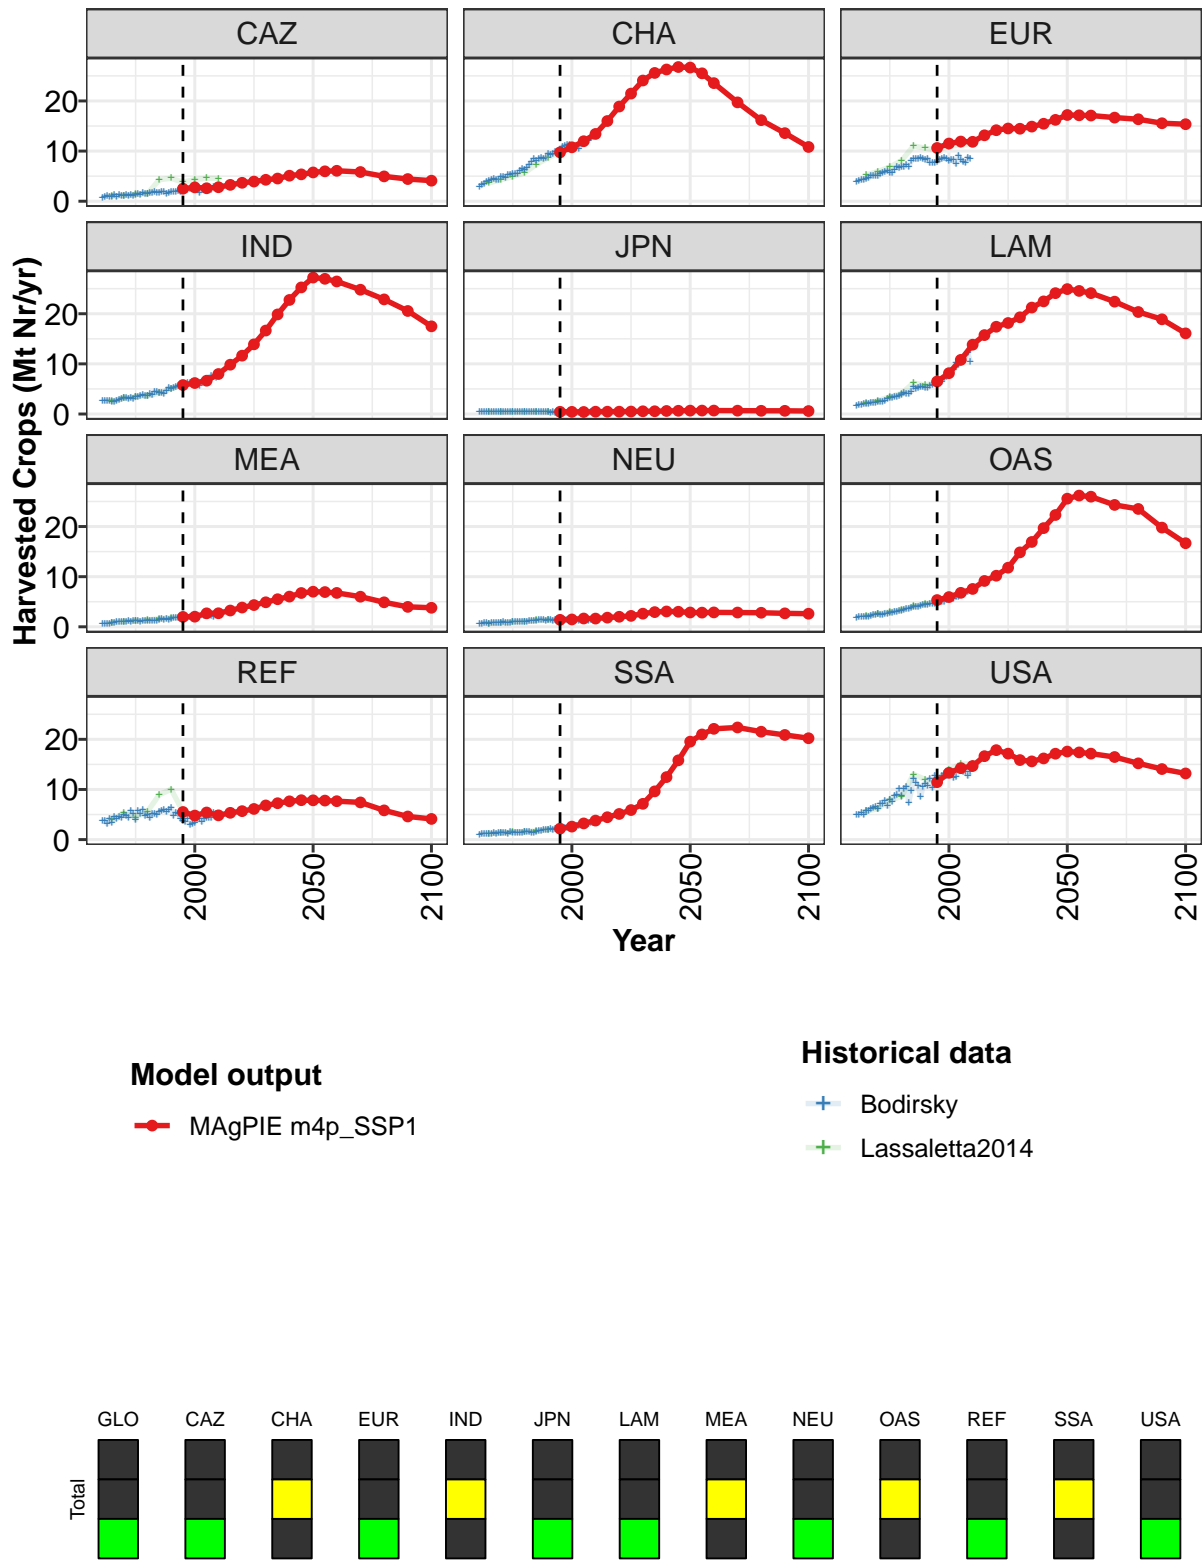 CAZ CHA EUR
20
10
0
IND JPN LAM
20
10
0
MEA NEU OAS
20
10
0
REF SSA USA
20
10
0
Harvested Crops (Mt Nr/yr)
2000 2050 2100 2000 2050 2100 2000 2050 2100
Year
Model output
MAgPIE m4p_SSP1
Historical data
Bodirsky
Lassaletta2014
GLO CAZ CHA EUR IND JPN LAM MEA NEU OAS REF SSA USA
Total